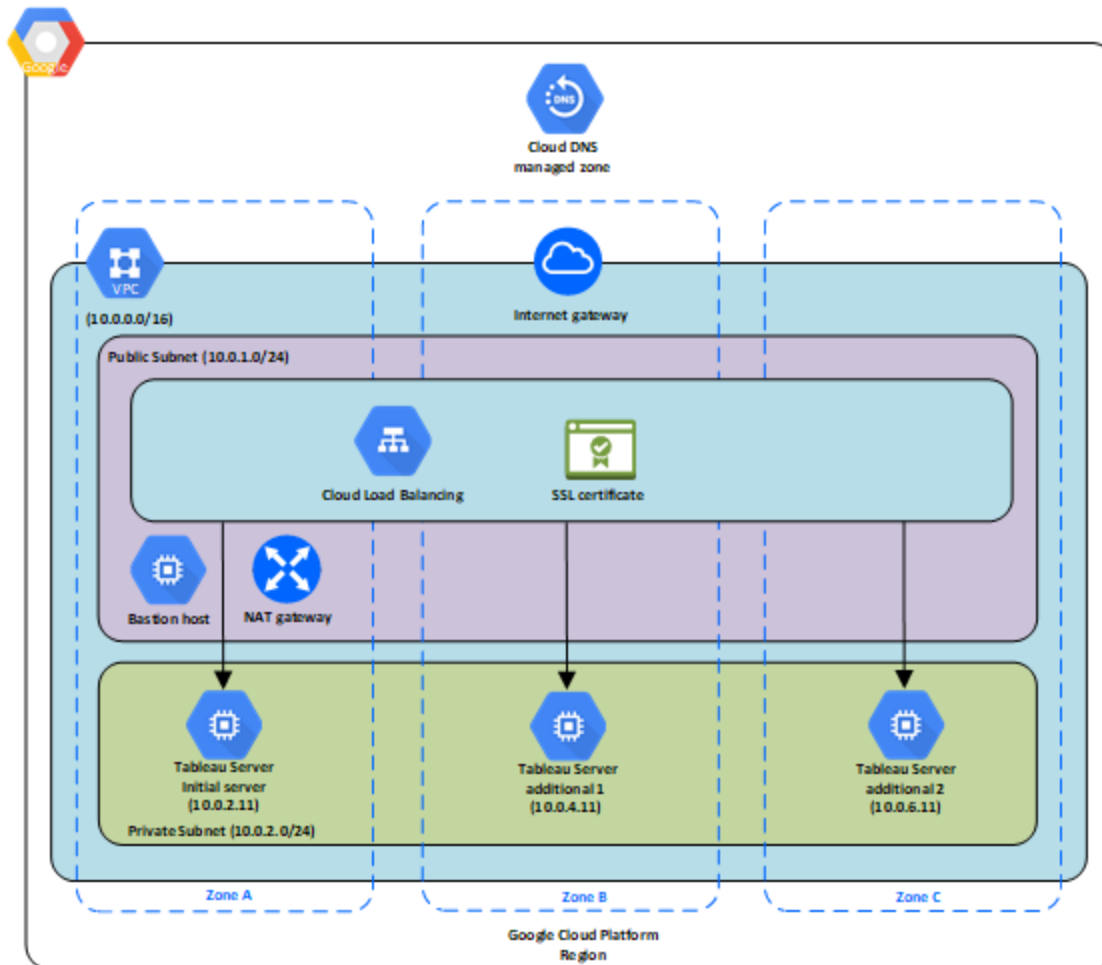 Google
DNS
Cloud DNS
managed zone
VPC
(10.0.0.0/16)
Internet gateway
Public Subnet (10.0.1.0/24)
Cloud Load Balancing
SSL certificate
Bastion host
NAT gateway
Tableau Server
Initial server
(10.0.2.11)
Tableau Server
additional 1
(10.0.4.11)
Tableau Server
additional 2
(10.0.6.11)
Private Subnet (10.0.2.0/24)
Zone A
Zone B
Zone C
Google Cloud Platform
Region